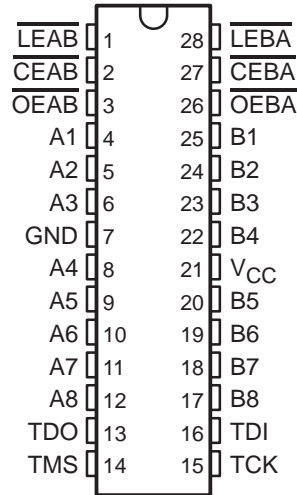 LEAB 1 28 LEBA
CEAB 2 27 CEBA
OEAB 3 26 OEBA
A1 4 25 B1
A2 5 24 B2
A3 6 23 B3
GND 7 22 B4
A4 8 21 VCC
A5 9 20 B5
A6 10 19 B6
A7 11 18 B7
A8 12 17 B8
TDO 13 16 TDI
TMS 14 15 TCK